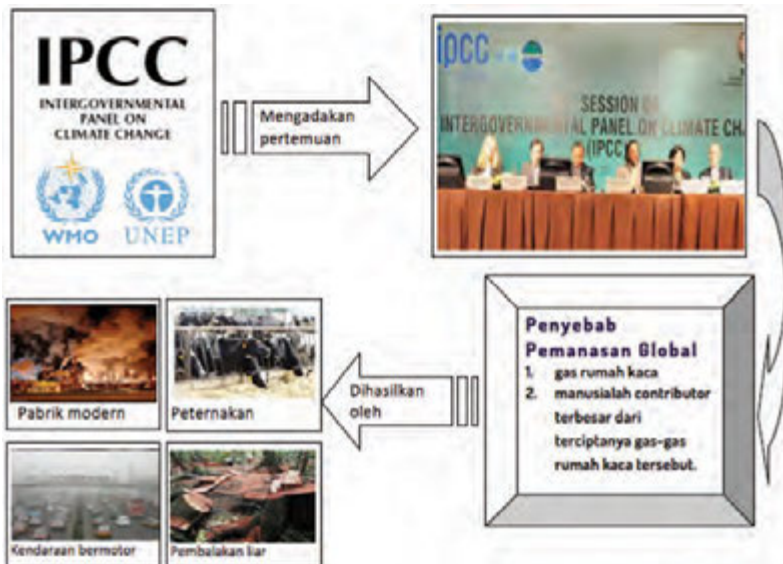 IPCC
INTERGOVERNMENTAL
PANEL ON
CLIMATE CHANGE
WMO
UNEP
Mengadakan
pertemuan
ipcc
SESSION O
INTERGOVERNMENTAL PANEL ON CLIMATE CH
(IPCC)
Penyebab
Pemanasan Global
1. gas rumah kaca
2. manusialah contributor
terbesar dari
terciptanya gas-gas
rumah kaca tersebut.
Dihasilkan
oleh
Pabrik modern
Peternakan
Kendaraan bermotor
Pembalakan liar